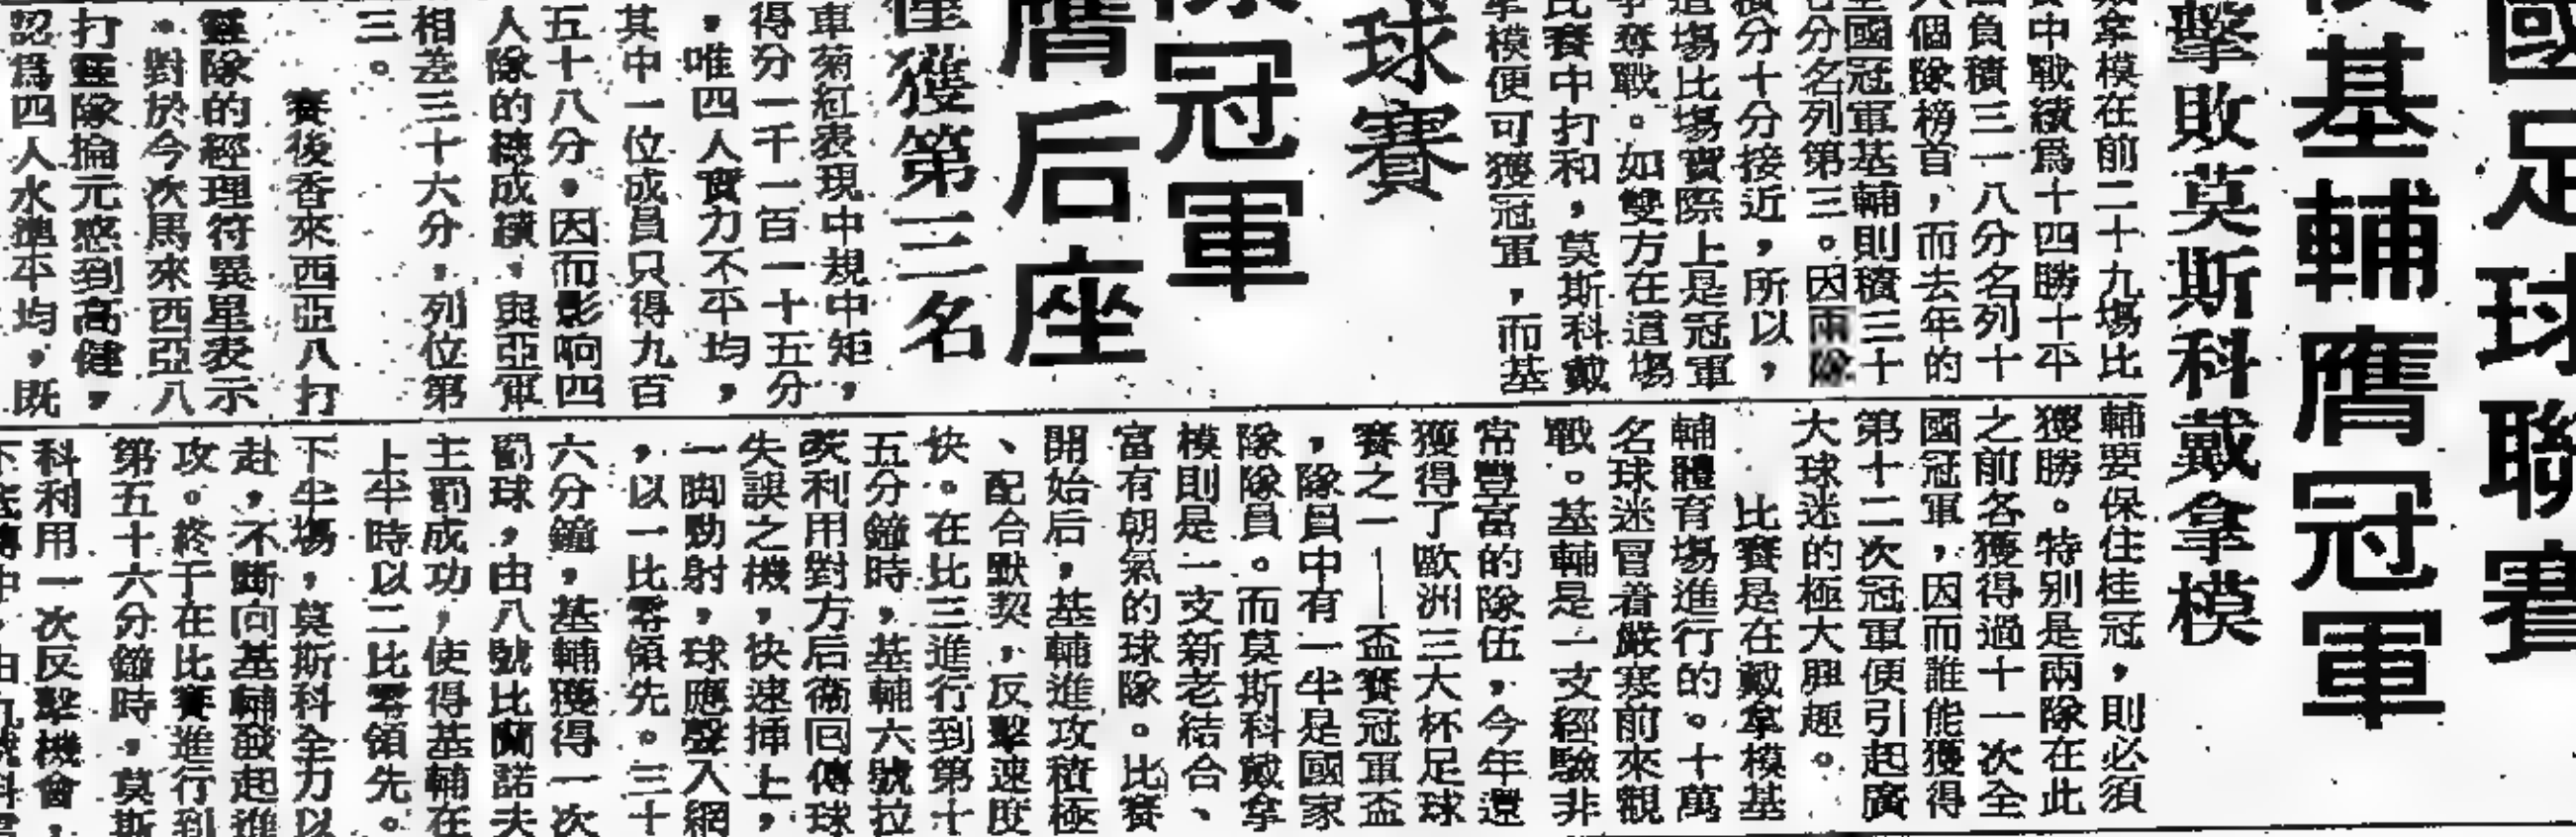 國足球聯賽
基輔膺冠軍
擊敗莫斯科戴拿模
拿模在前二十九場比
中戰績爲十四勝十平
負積三一八分名列十
個隊榜首，而去年的
國冠軍基輔則積三十
分名列第三。因兩隊
積分十分接近，所以，
這場比場實際上是冠軍
爭奪戰。如雙方在這場
比賽中打和，莫斯科戴
拿模便可獲冠軍，而基
輔要保住桂冠，則必須
獲勝。特别是兩隊在此
之前各獲得過十一次全
國冠軍，因而誰能獲得
第十二次冠軍便引起廣
大球迷的極大興趣。
比賽是在戴拿模基
輔體育場進行的。十萬
名球迷冒着嚴寒前來觀
戰。基輔是一支經驗非
常豐富的隊伍，今年還
獲得了歐洲三大杯足球
賽之一——盃賽冠軍盃
，隊員中有一半是國家
隊隊員。而莫斯科戴拿
模則是一支新老結合、
富有朝氣的球隊。比賽
開始后，基輔進攻積極
、配合默契，反擊速度
快。在比三進行到第十
五分鐘時，基輔六號拉
茨利用對方后衛回傳球
失誤之機，快速挿上，
一脚勁射，球應聲入網
，以一比零領先。三十
六分鐘，基輔獲得一次
罰球，由八號比蘭諾夫
主罰成功，使得基輔在
上半時以二比零領先。
下半場，莫斯科全力以
赴，不斷向基輔發起進
攻。終于在比賽進行到
第五十六分鐘時，莫斯
科利用一次反擊機會，
球賽
冠軍
膺后座
僅獲第三名
車菊紅表現中規中矩，
得分一千一百一十五分
，唯四人實力不平均，
其中一位成員只得九百
五十八分，因而影响四
人隊的總成績，與亞軍
相差三十六分，列位第
三。
賽後香來西亞八打
靈隊的經理符異星表示
，對於今次馬來西亞八
打靈隊掄元感到高健，
認爲四人水準平均，既